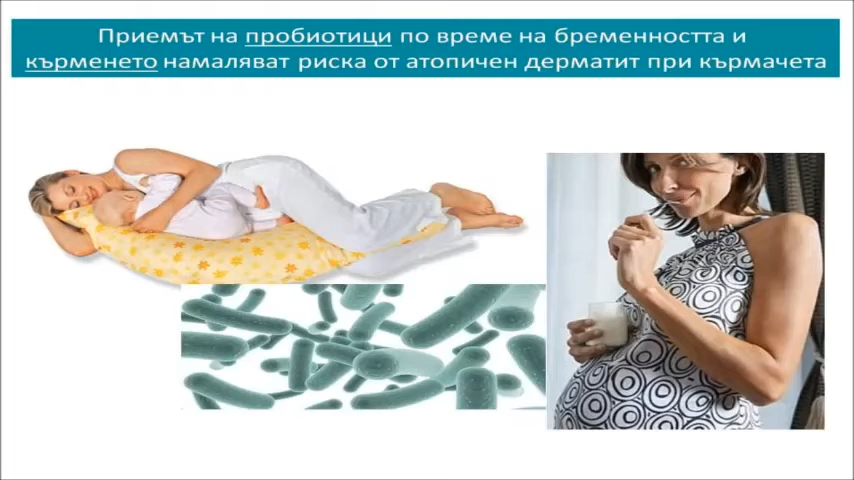 Приемът на пробиотици по време на бременността и
кърменето намаляват риска от атопичен дерматит при кърмачета